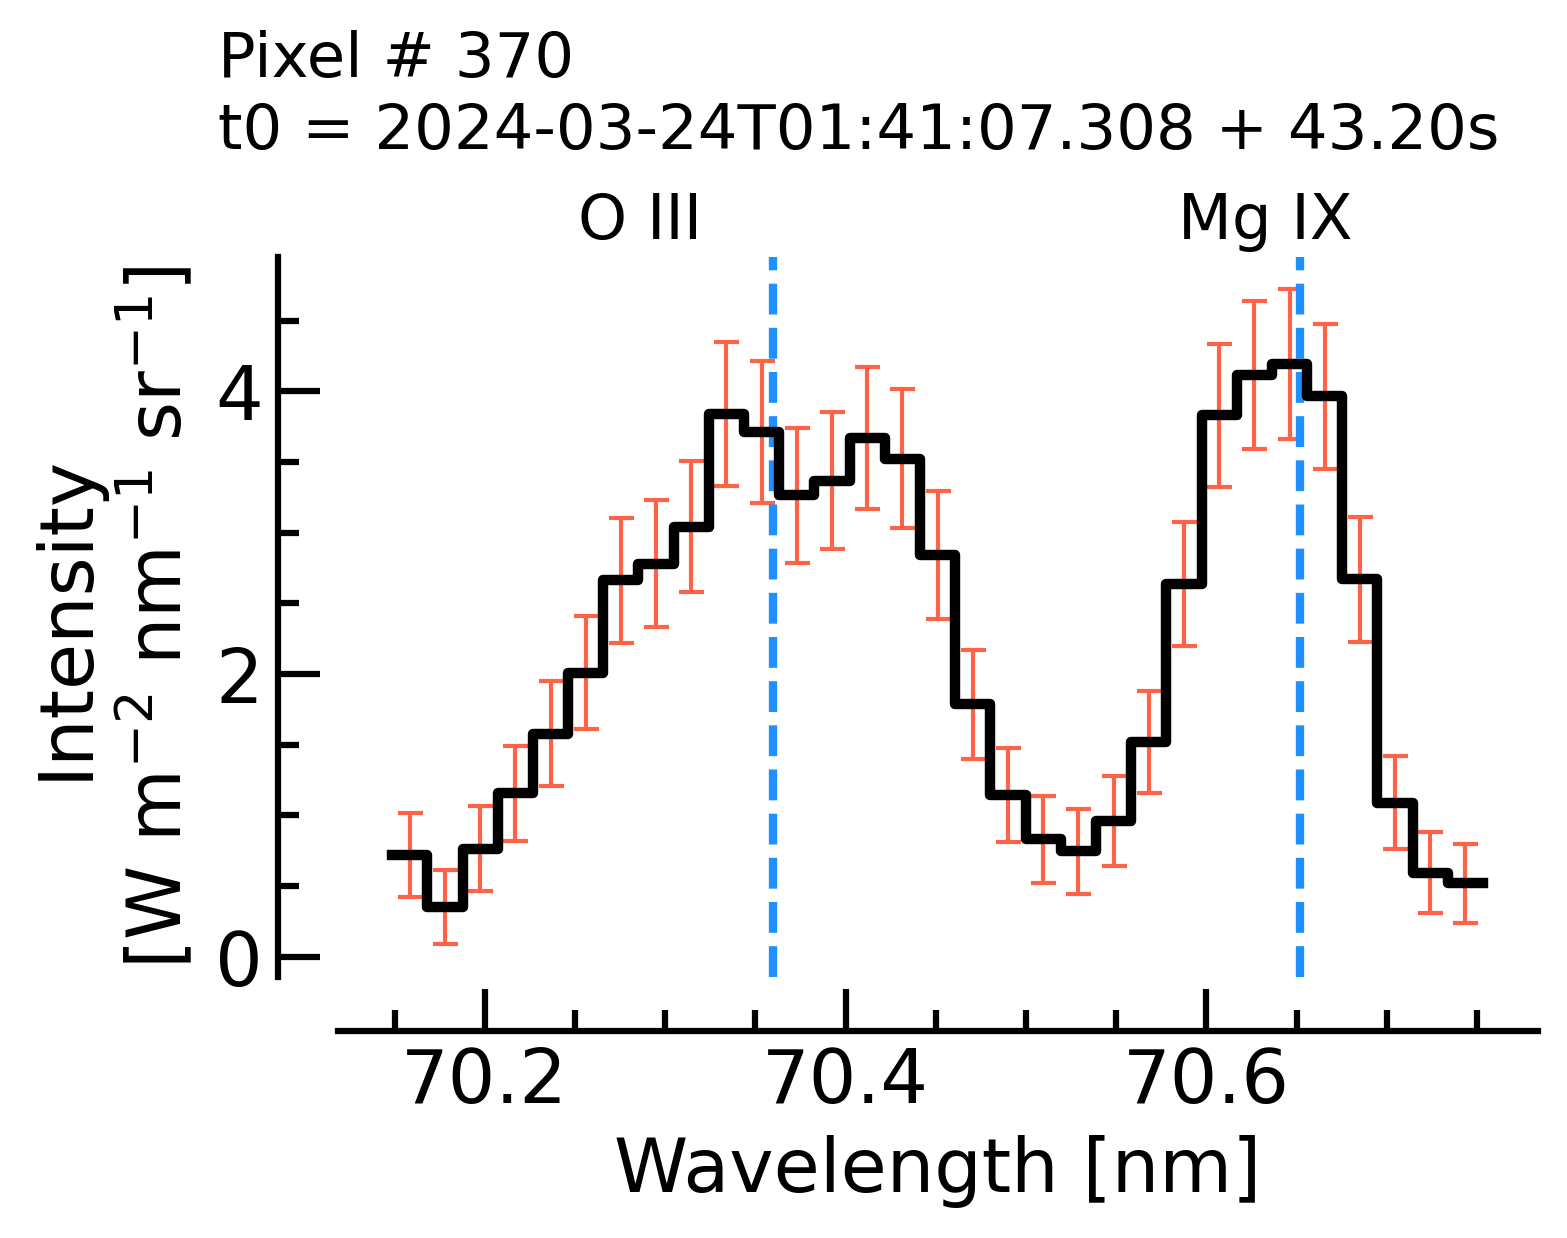 Pixel # 370
t0 = 2024-03-24T01:41:07.308 + 43.20s
O III
Mg IX
Intensity
[W m⁻² nm⁻¹ sr⁻¹]
4
2
0
70.2
70.4
70.6
Wavelength [nm]